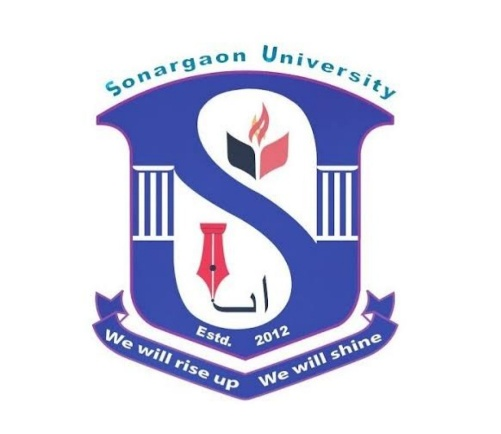 Sonargaon University
Estd. 2012
We will rise up We will shine